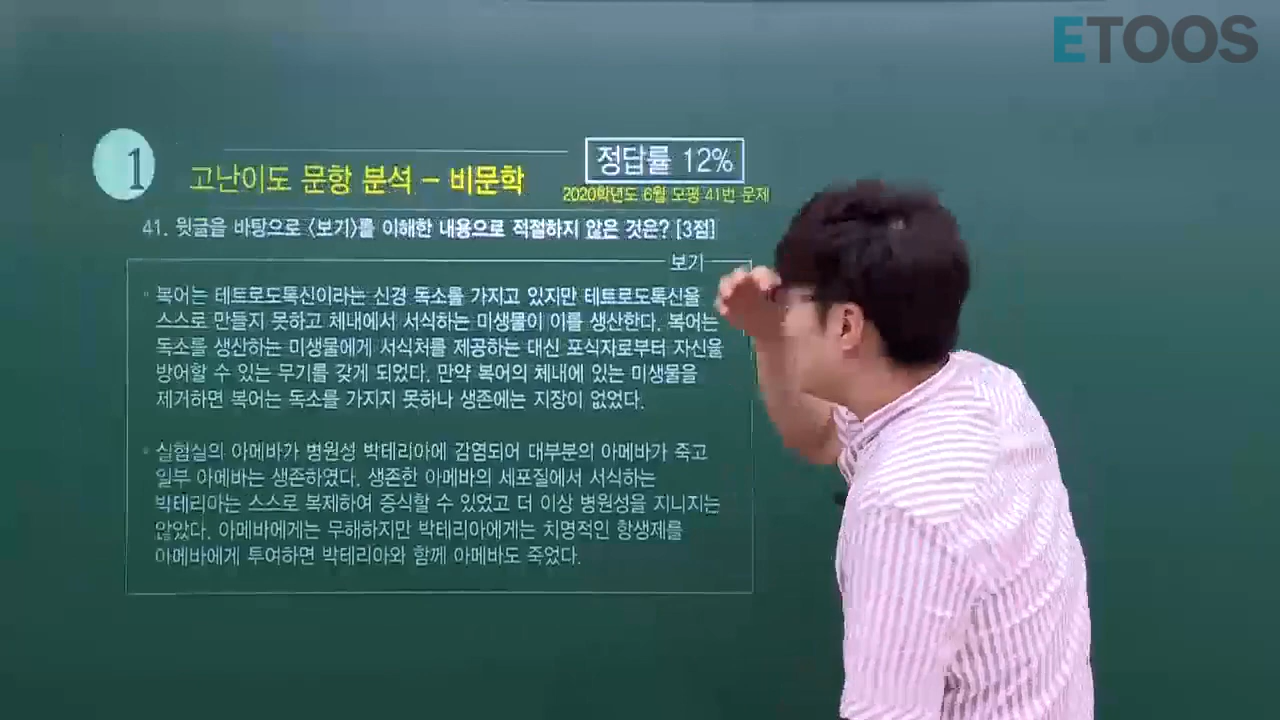 ETOOS
1
고난이도 문항 분석 - 비문학
정답률 12%
2020학년도 6월 모평 41번 문제
41. 윗글을 바탕으로 <보기>를 이해한 내용으로 적절하지 않은 것은? [3점]
보기
◦ 복어는 테트로도톡신이라는 신경 독소를 가지고 있지만 테트로도톡신을
스스로 만들지 못하고 체내에서 서식하는 미생물이 이를 생산한다. 복어는
독소를 생산하는 미생물에게 서식처를 제공하는 대신 포식자로부터 자신을
방어할 수 있는 무기를 갖게 되었다. 만약 복어의 체내에 있는 미생물을
제거하면 복어는 독소를 가지지 못하나 생존에는 지장이 없었다.
◦ 실험실의 아메바가 병원성 박테리아에 감염되어 대부분의 아메바가 죽고
일부 아메바는 생존하였다. 생존한 아메바의 세포질에서 서식하는
박테리아는 스스로 복제하여 증식할 수 있었고 더 이상 병원성을 지니지는
않았다. 아메바에게는 무해하지만 박테리아에게는 치명적인 항생제를
아메바에게 투여하면 박테리아와 함께 아메바도 죽었다.